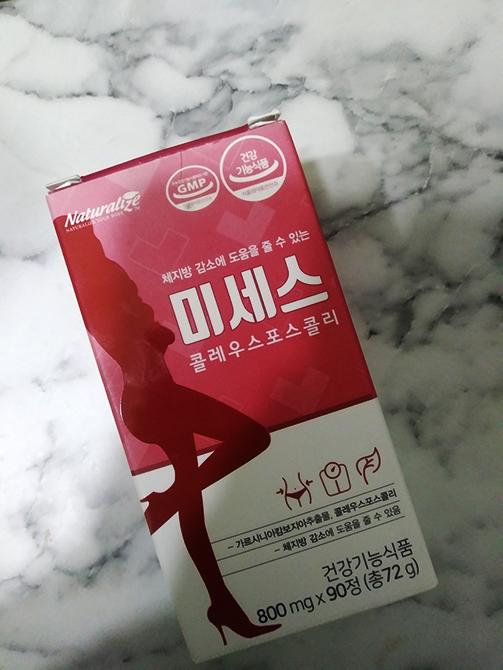 Naturalize
NATURALIZE YOUR BODY
GMP
건강
기능식품
체지방 감소에 도움을 줄 수 있는
미세스
콜레우스포스콜리
- 가르시니아캄보지아추출물, 콜레우스포스콜리
- 체지방 감소에 도움을 줄 수 있음
건강기능식품
800 mg x 90정 (총72 g)